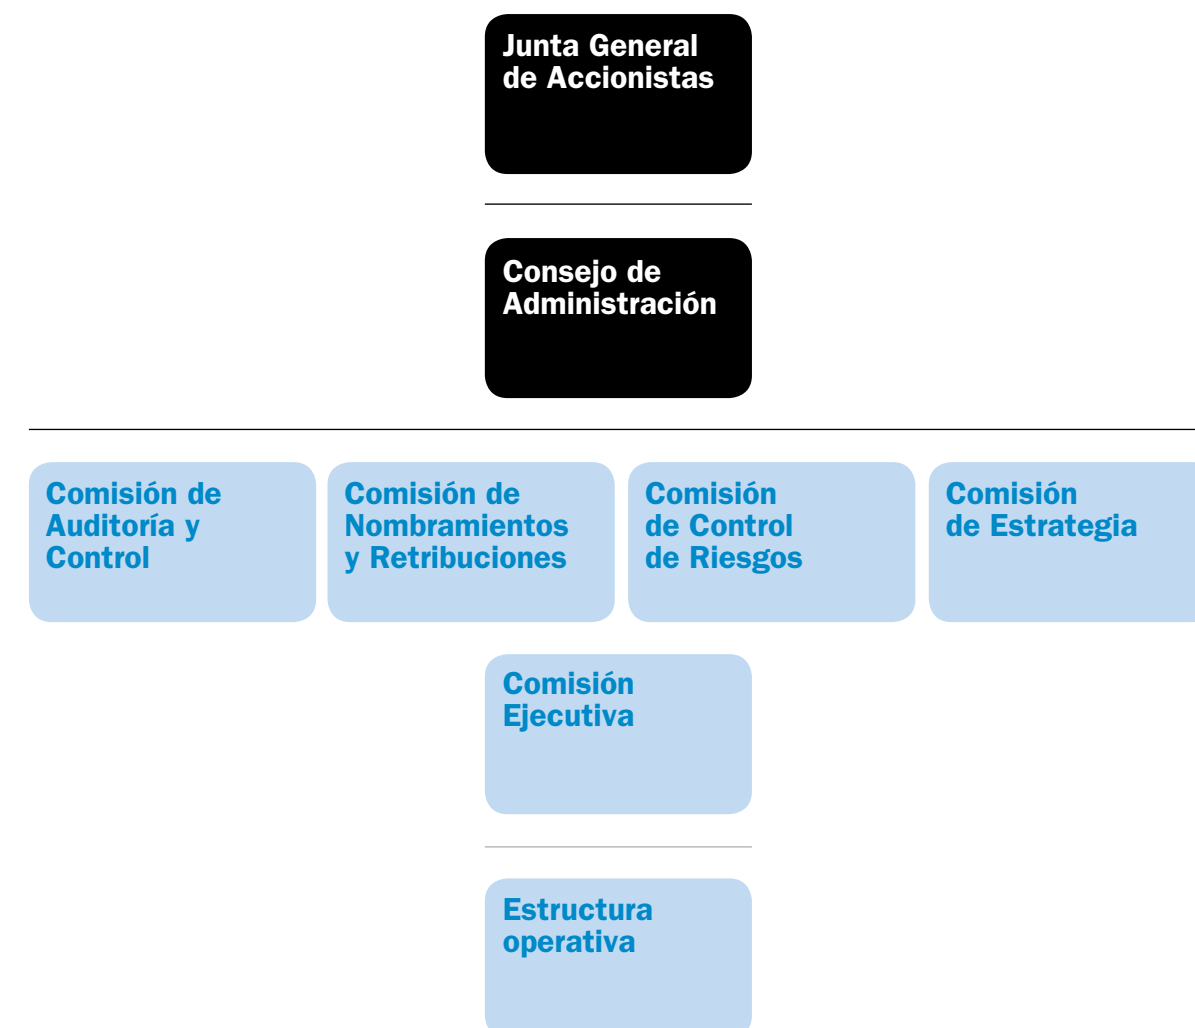 Junta General
de Accionistas
Consejo de
Administración
Comisión de
Auditoría y
Control
Comisión de
Nombramientos
y Retribuciones
Comisión
de Control
de Riesgos
Comisión
de Estrategia
Comisión
Ejecutiva
Estructura
operativa